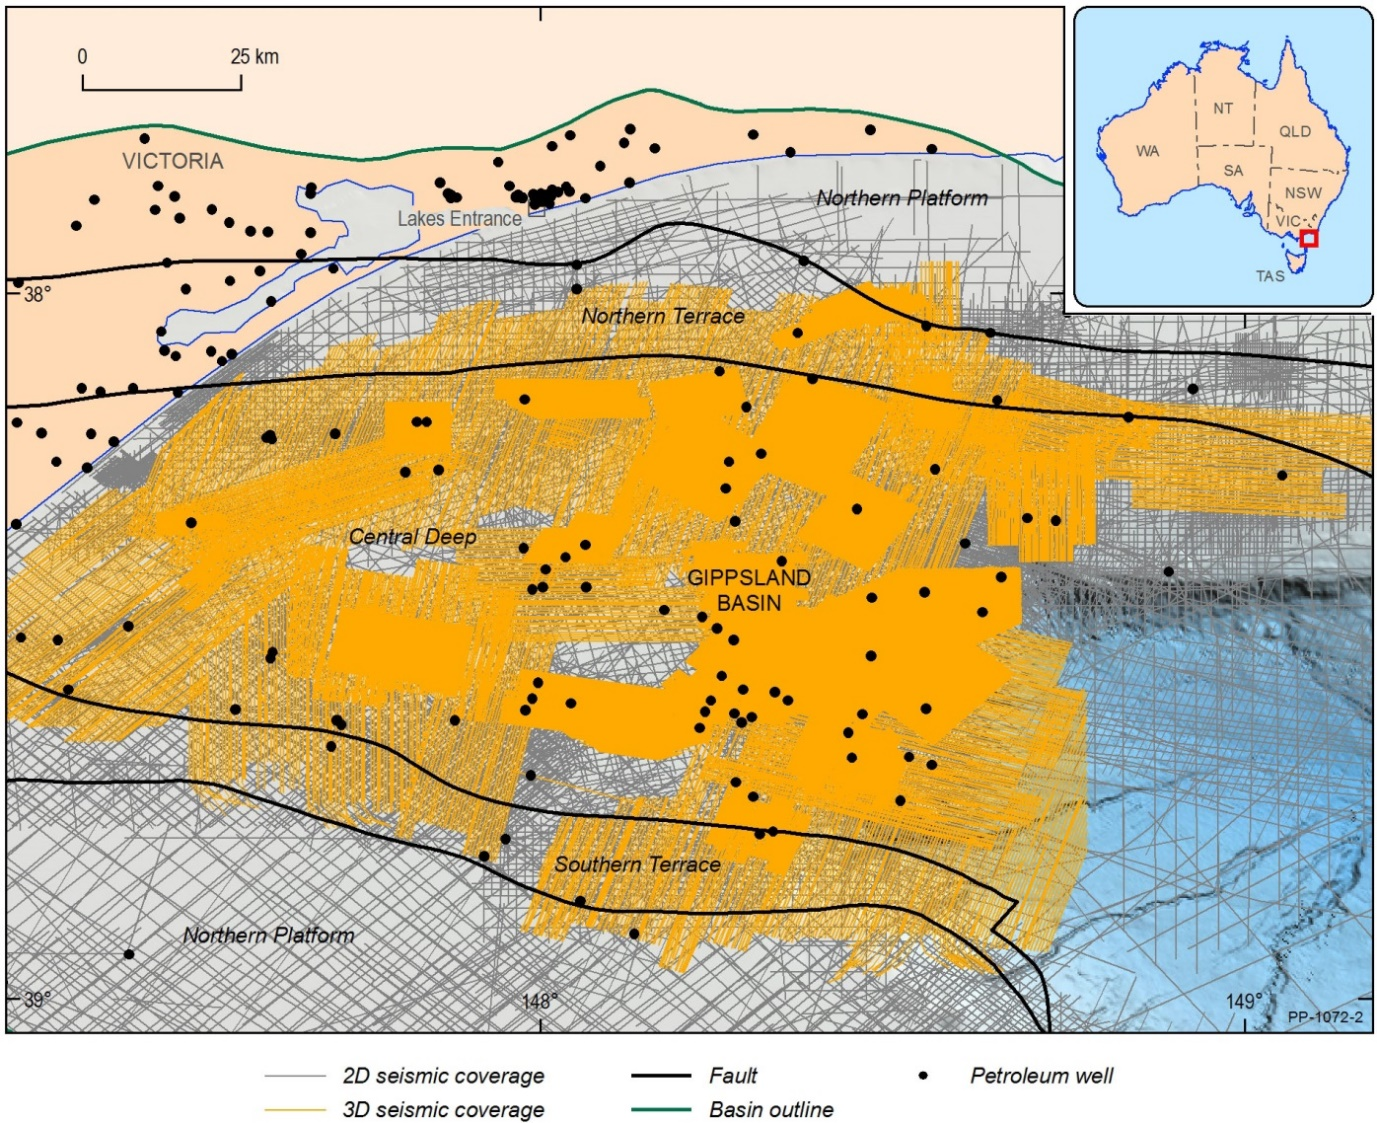 0 25 km
VICTORIA
Lakes Entrance
Northern Platform
38°
Northern Terrace
Central Deep
GIPPSLAND
BASIN
Southern Terrace
Northern Platform
39°
148°
149°
PP-1072-2
WA
NT
QLD
SA
NSW
VIC
TAS
2D seismic coverage
3D seismic coverage
Fault
Basin outline
Petroleum well